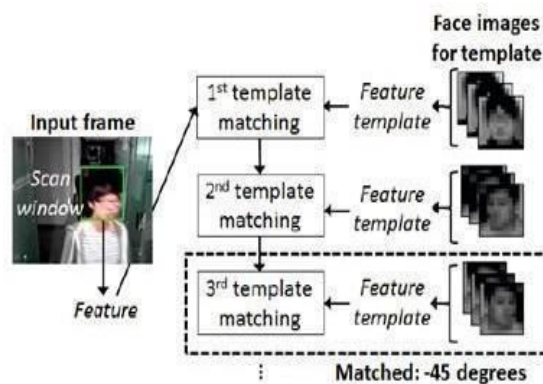 Face images
for template
Input frame
Scan
window
Feature
1st template
matching
Feature
template
2nd template
matching
Feature
template
3rd template
matching
Feature
template
⋮
Matched: -45 degrees